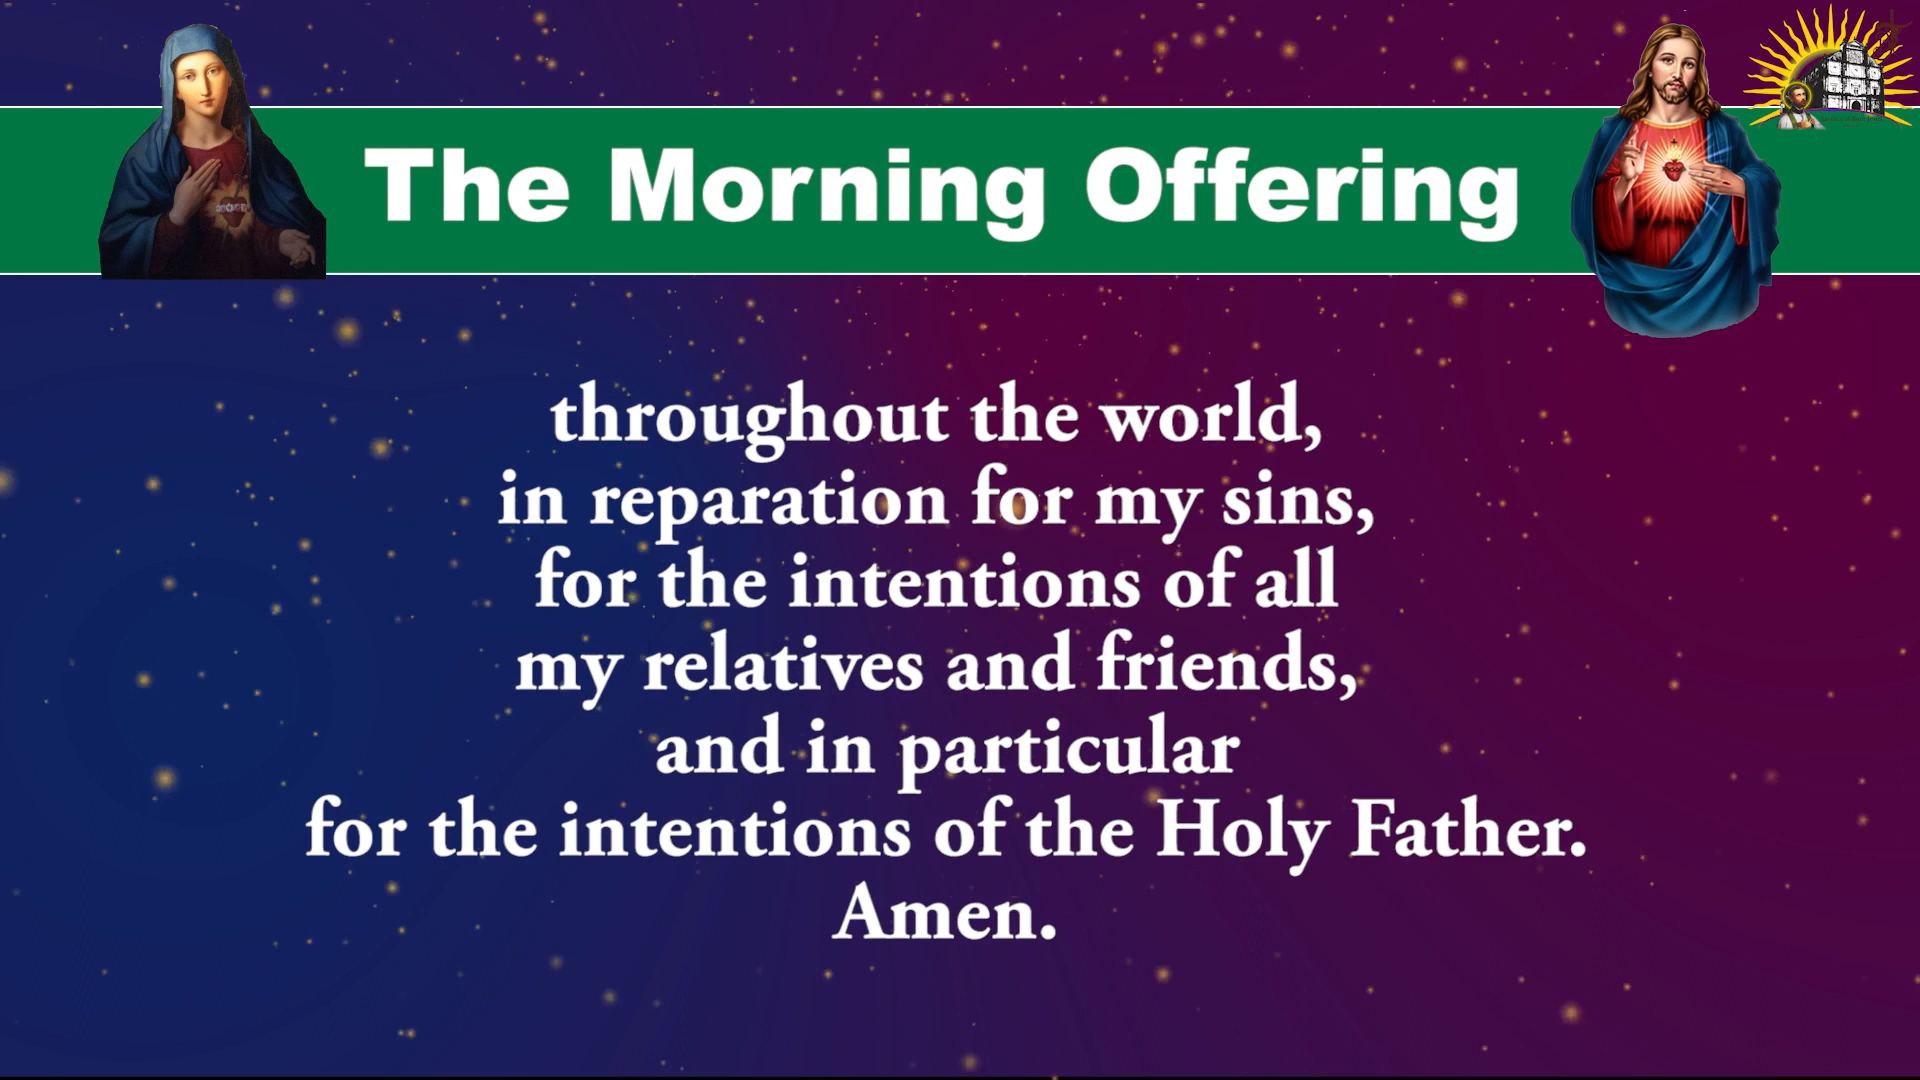 The Morning Offering
throughout the world,
in reparation for my sins,
for the intentions of all
my relatives and friends,
and in particular
for the intentions of the Holy Father.
Amen.